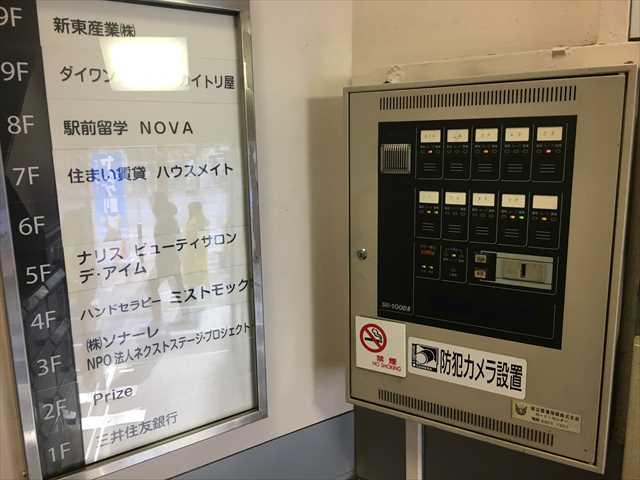 9F
新東産業㈱
9F
ダイワン
イトリ屋
8F
駅前留学 NOVA
7F
住まい賃貸 ハウスメイト
6F
5F
ナリス ビューティサロン
デ・アイム
4F
ハンドセラピー ミストモック
3F
㈱ソナーレ
NPO法人ネクストステージ・プロジェクト
2F
Prize
1F
三井住友銀行
禁煙
NO SMOKING
防犯カメラ設置